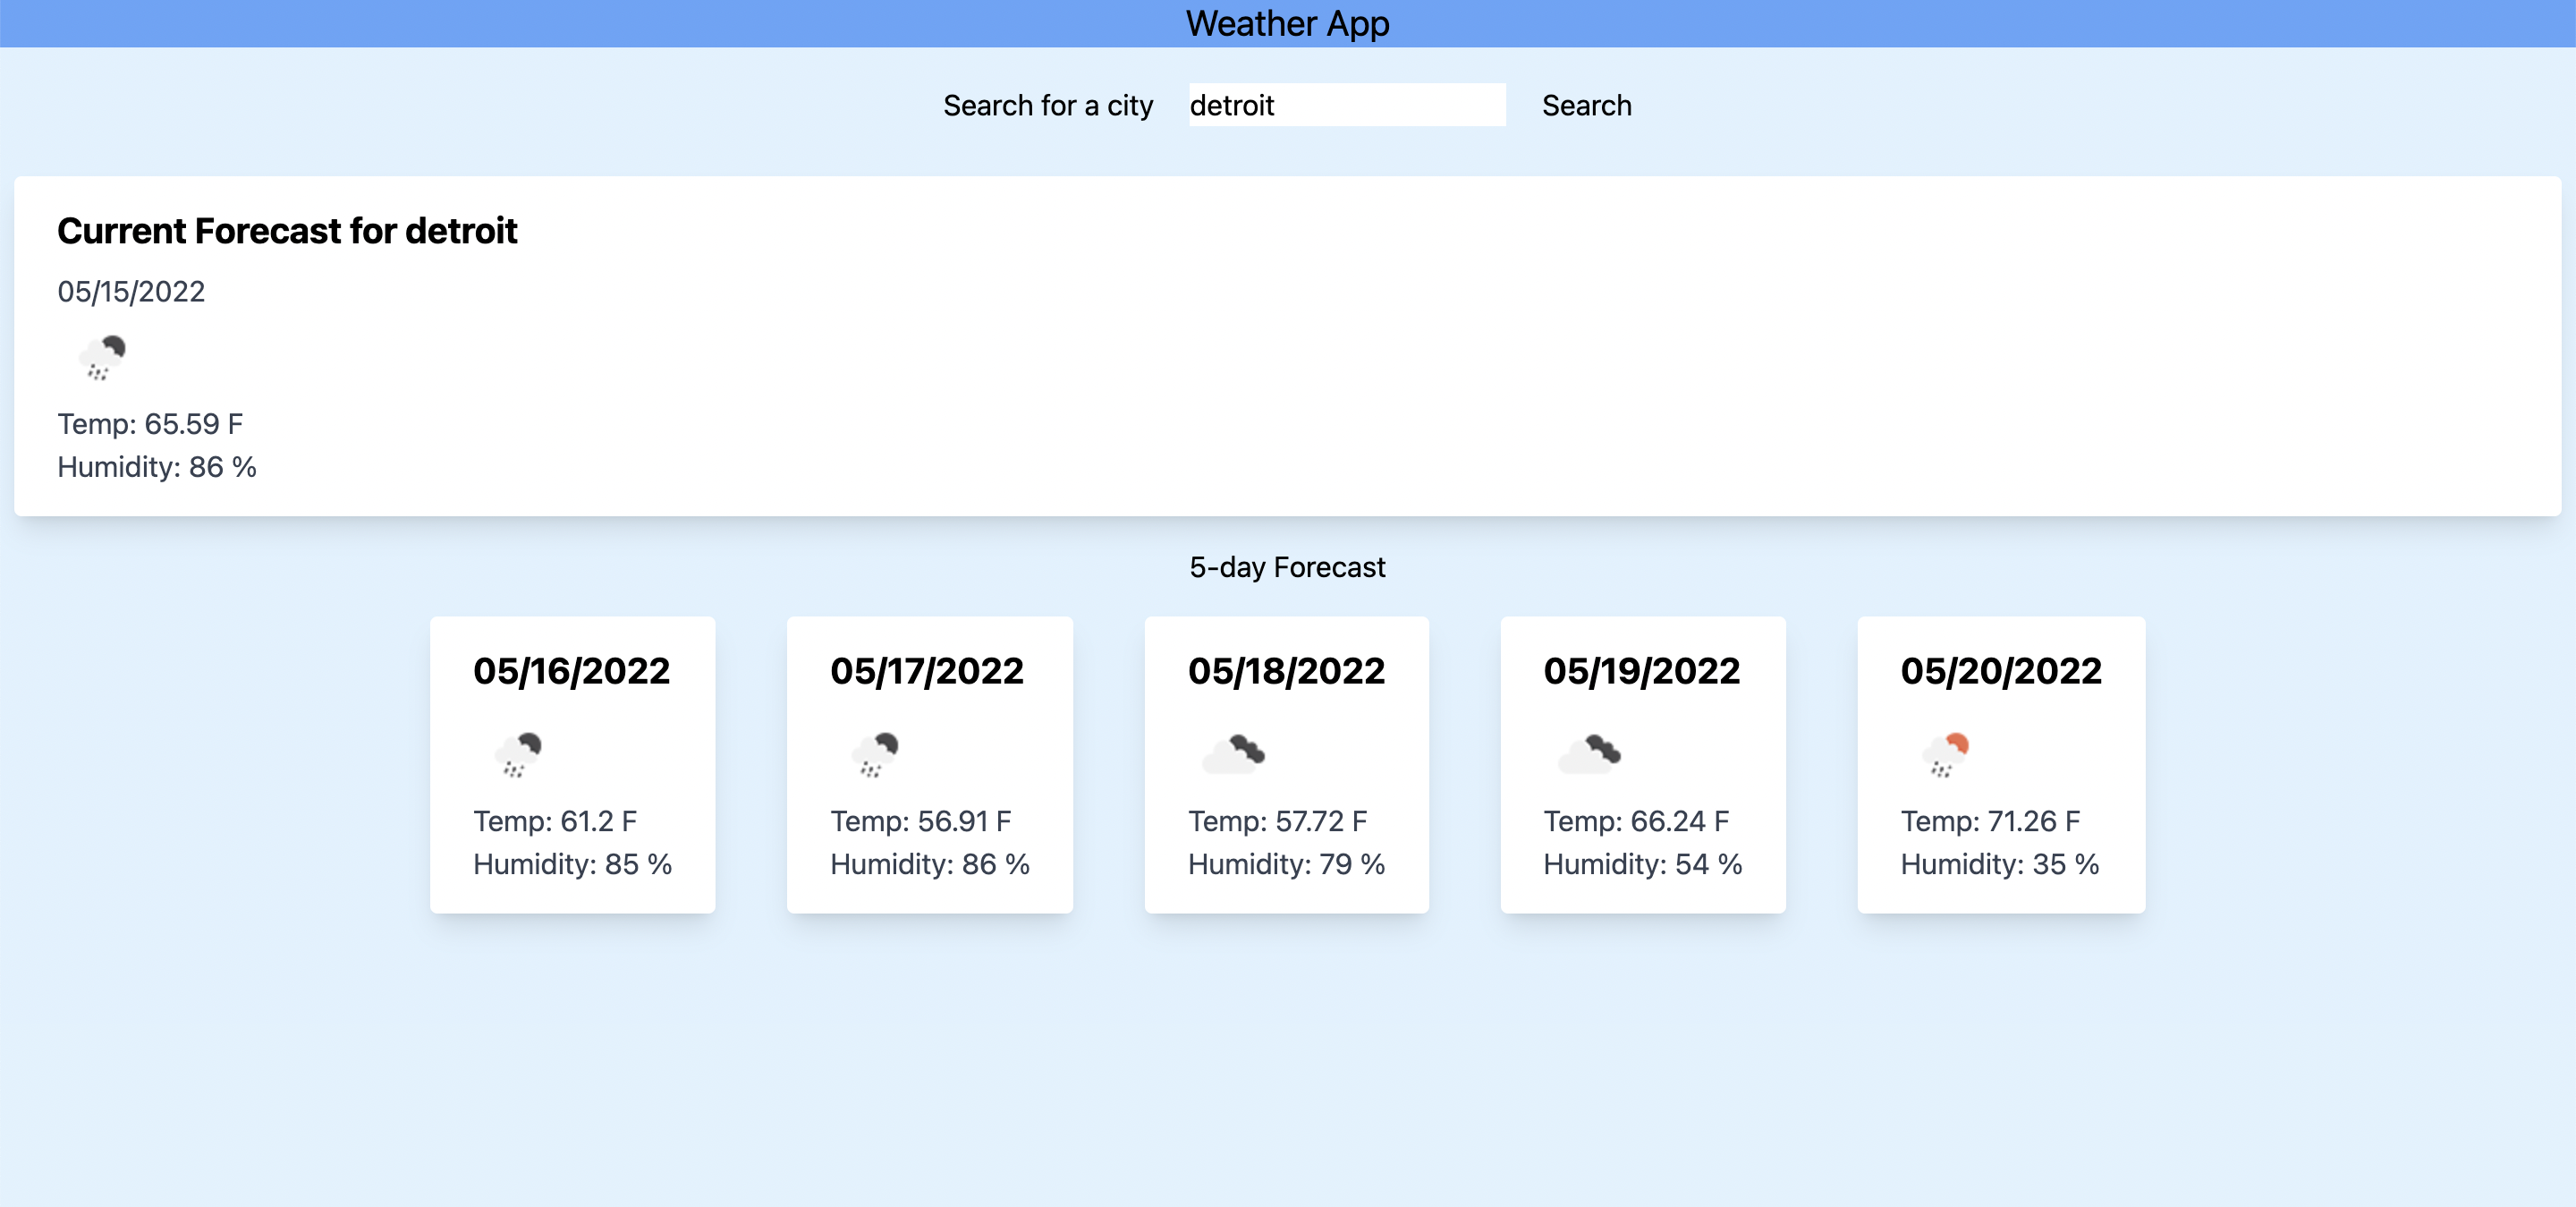 Weather App
Search for a city detroit Search
Current Forecast for detroit
05/15/2022
Temp: 65.59 F
Humidity: 86 %
5-day Forecast
05/16/2022
Temp: 61.2 F
Humidity: 85 %
05/17/2022
Temp: 56.91 F
Humidity: 86 %
05/18/2022
Temp: 57.72 F
Humidity: 79 %
05/19/2022
Temp: 66.24 F
Humidity: 54 %
05/20/2022
Temp: 71.26 F
Humidity: 35 %